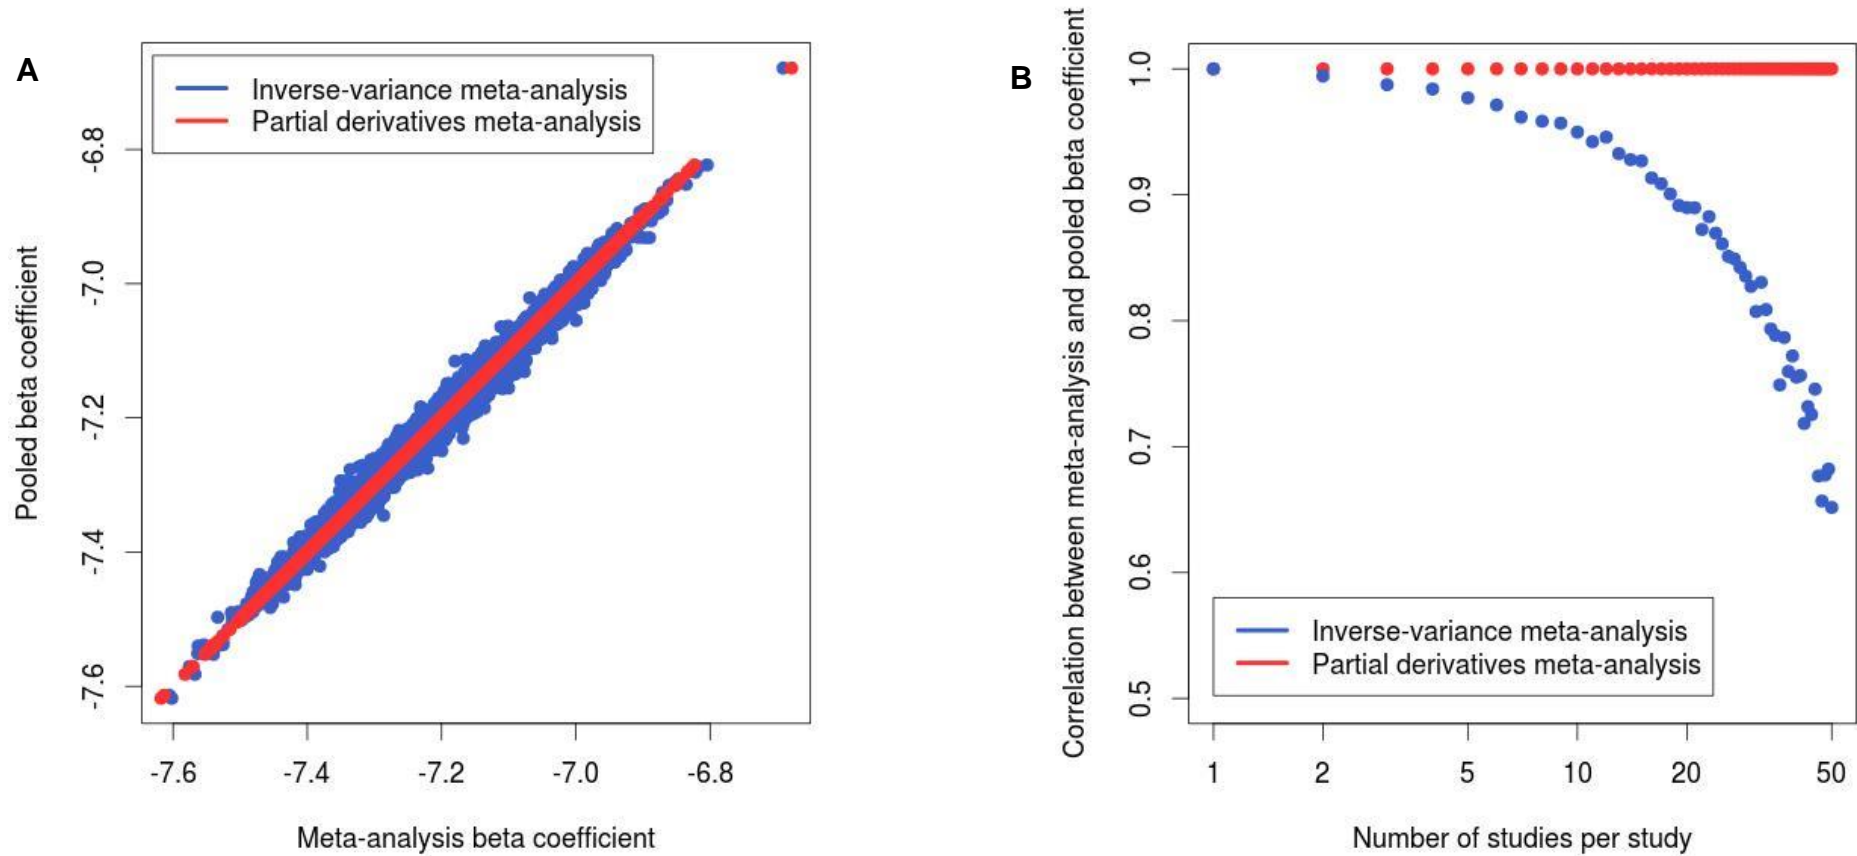 A
Inverse-variance meta-analysis
Partial derivatives meta-analysis
Pooled beta coefficient
-6.8
-7.0
-7.2
-7.4
-7.6
-7.6 -7.4 -7.2 -7.0 -6.8
Meta-analysis beta coefficient
B
Correlation between meta-analysis and pooled beta coefficient
1.0
0.9
0.8
0.7
0.6
0.5
Inverse-variance meta-analysis
Partial derivatives meta-analysis
1 2 5 10 20 50
Number of studies per study